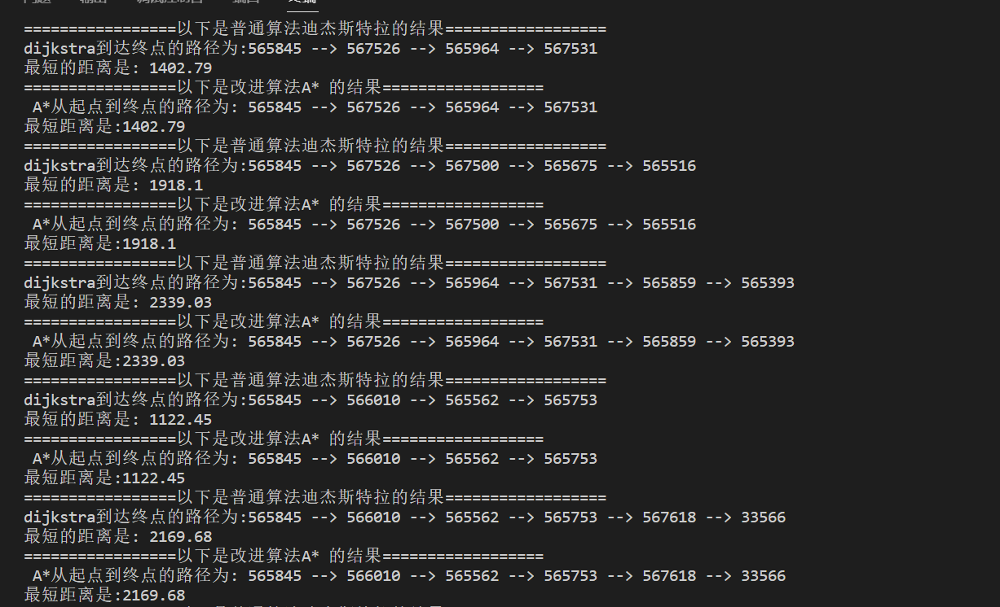 =================以下是普通算法迪杰斯特拉的结果==================
dijkstra到达终点的路径为:565845 --> 567526 --> 565964 --> 567531
最短的距离是: 1402.79
=================以下是改进算法A* 的结果==================
 A*从起点到终点的路径为: 565845 --> 567526 --> 565964 --> 567531
最短距离是:1402.79
=================以下是普通算法迪杰斯特拉的结果==================
dijkstra到达终点的路径为:565845 --> 567526 --> 567500 --> 565675 --> 565516
最短的距离是: 1918.1
=================以下是改进算法A* 的结果==================
 A*从起点到终点的路径为: 565845 --> 567526 --> 567500 --> 565675 --> 565516
最短距离是:1918.1
=================以下是普通算法迪杰斯特拉的结果==================
dijkstra到达终点的路径为:565845 --> 567526 --> 565964 --> 567531 --> 565859 --> 565393
最短的距离是: 2339.03
=================以下是改进算法A* 的结果==================
 A*从起点到终点的路径为: 565845 --> 567526 --> 565964 --> 567531 --> 565859 --> 565393
最短距离是:2339.03
=================以下是普通算法迪杰斯特拉的结果==================
dijkstra到达终点的路径为:565845 --> 566010 --> 565562 --> 565753
最短的距离是: 1122.45
=================以下是改进算法A* 的结果==================
 A*从起点到终点的路径为: 565845 --> 566010 --> 565562 --> 565753
最短距离是:1122.45
=================以下是普通算法迪杰斯特拉的结果==================
dijkstra到达终点的路径为:565845 --> 566010 --> 565562 --> 565753 --> 567618 --> 33566
最短的距离是: 2169.68
=================以下是改进算法A* 的结果==================
 A*从起点到终点的路径为: 565845 --> 566010 --> 565562 --> 565753 --> 567618 --> 33566
最短距离是:2169.68